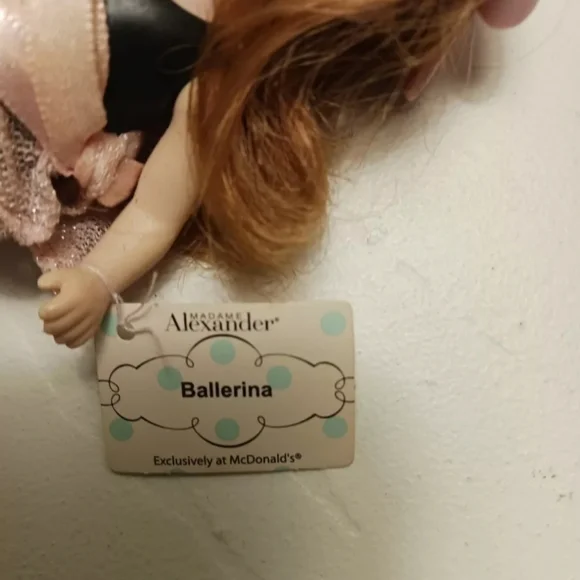 MADAME
Alexander®
Ballerina
Exclusively at McDonald's®